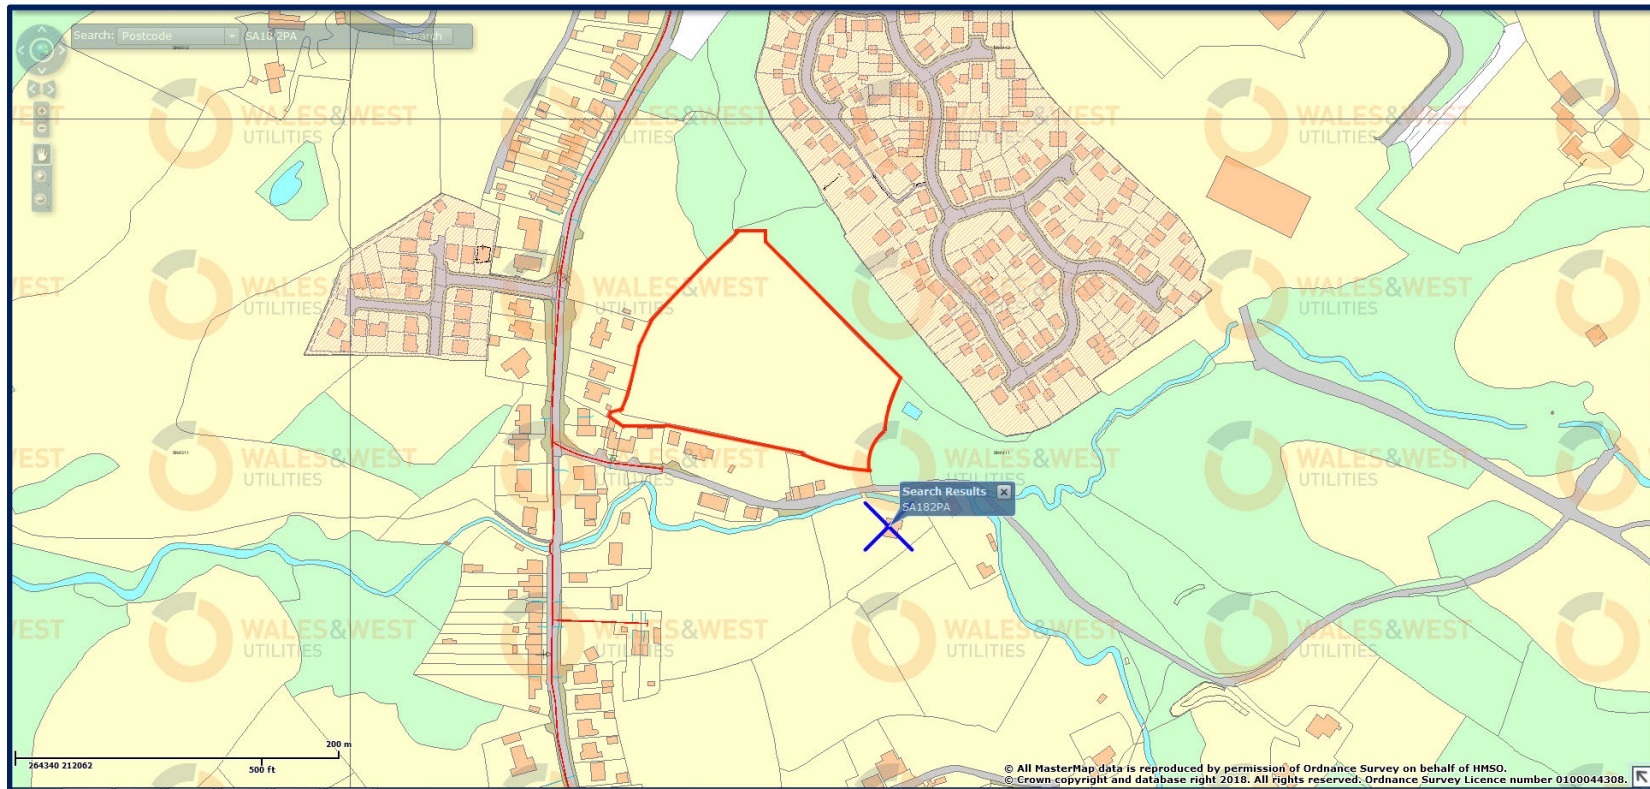 Search: Postcode SA18 2PA Search
WALES&WEST
UTILITIES
Search Results
SA182PA
200 m
264340 212062
500 ft
© All MasterMap data is reproduced by permission of Ordnance Survey on behalf of HMSO.
© Crown copyright and database right 2018. All rights reserved. Ordnance Survey Licence number 0100044308.